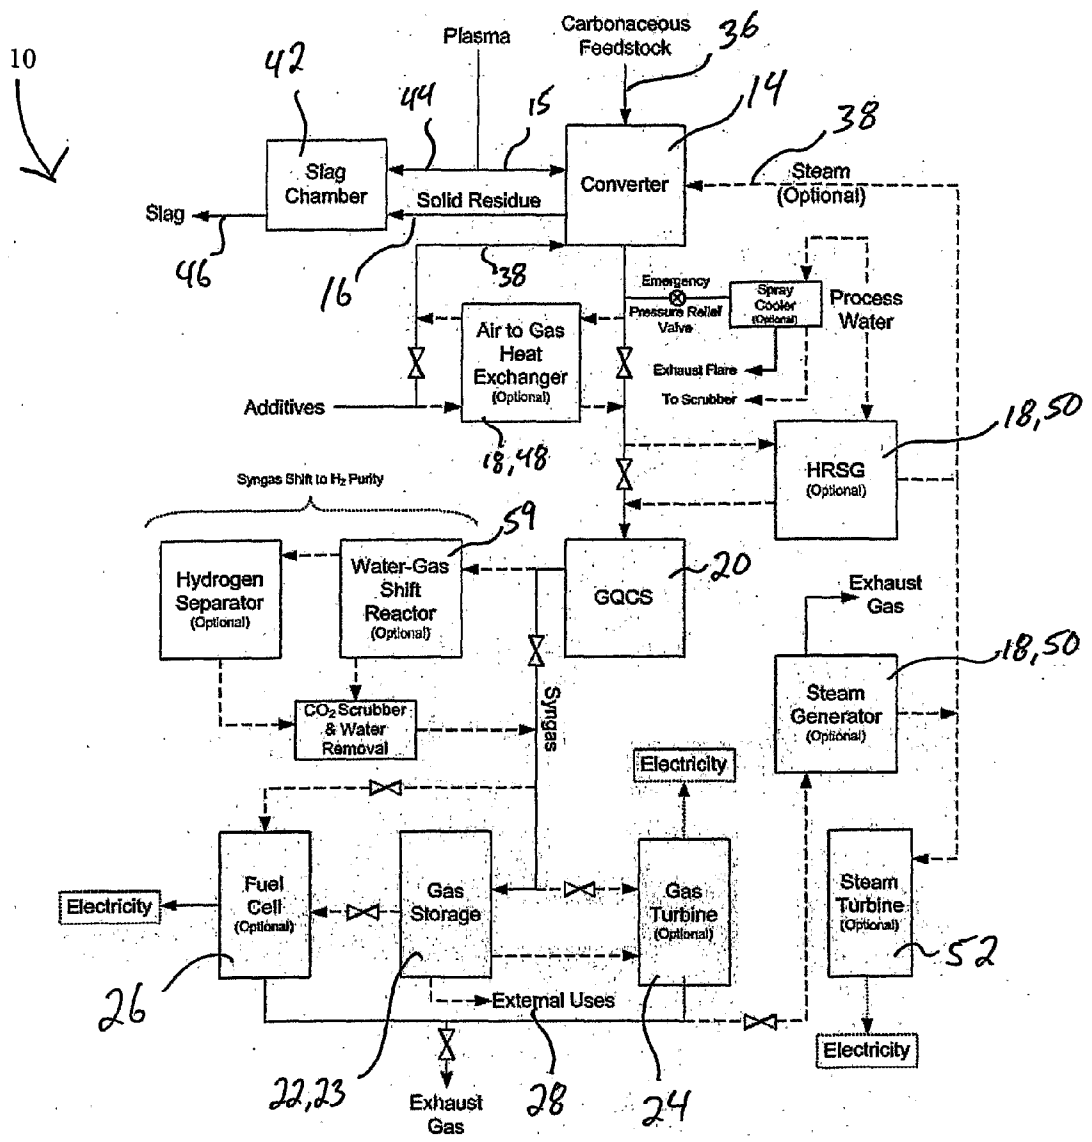 10
Plasma
Carbonaceous
Feedstock
36
42
44
15
14
38
Slag
Chamber
Converter
Steam
(Optional)
Solid Residue
Slag
46
16
38
Emergency
Pressure Relief
Valve
Spray
Cooler
(Optional)
Process
Water
Air to Gas
Heat
Exchanger
(Optional)
Exhaust Flare
To Scrubber
Additives
18,48
18,50
HRSG
(Optional)
Syngas Shift to H₂ Purity
59
Hydrogen
Separator
(Optional)
Water-Gas
Shift
Reactor
(Optional)
GQCS
20
Exhaust
Gas
18,50
Steam
Generator
(Optional)
CO₂ Scrubber
& Water
Removal
Syngas
Electricity
Fuel
Cell
(Optional)
Gas
Storage
Gas
Turbine
(Optional)
Steam
Turbine
(Optional)
Electricity
52
26
External Uses
22,23
28
24
Electricity
Exhaust
Gas